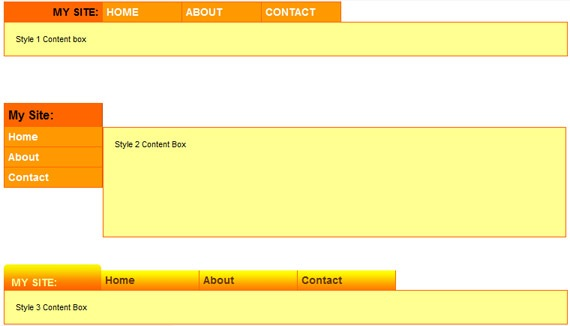 MY SITE: HOME ABOUT CONTACT
Style 1 Content box
My Site:
Home
About
Contact
Style 2 Content Box
MY SITE: Home About Contact
Style 3 Content Box